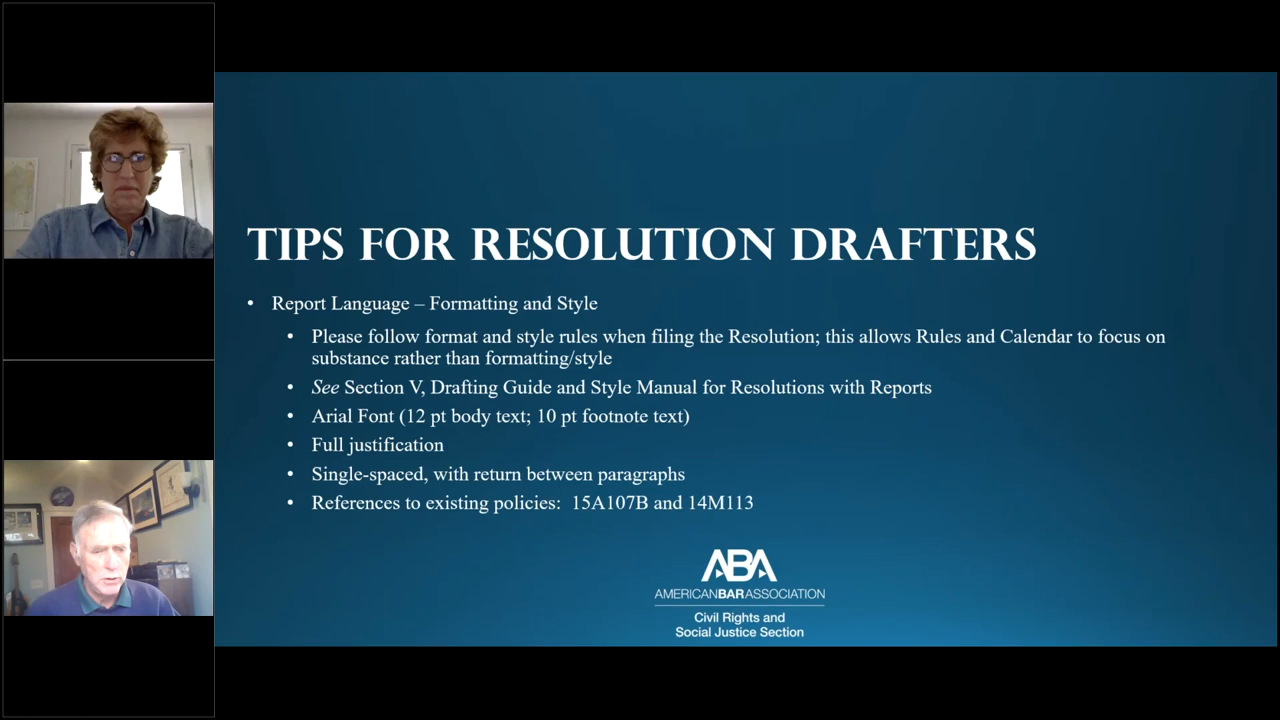 TIPS FOR RESOLUTION DRAFTERS
• Report Language – Formatting and Style
• Please follow format and style rules when filing the Resolution; this allows Rules and Calendar to focus on
substance rather than formatting/style
• See Section V, Drafting Guide and Style Manual for Resolutions with Reports
• Arial Font (12 pt body text; 10 pt footnote text)
• Full justification
• Single-spaced, with return between paragraphs
• References to existing policies:  15A107B and 14M113
ABA
AMERICANBARASSOCIATION
Civil Rights and
Social Justice Section